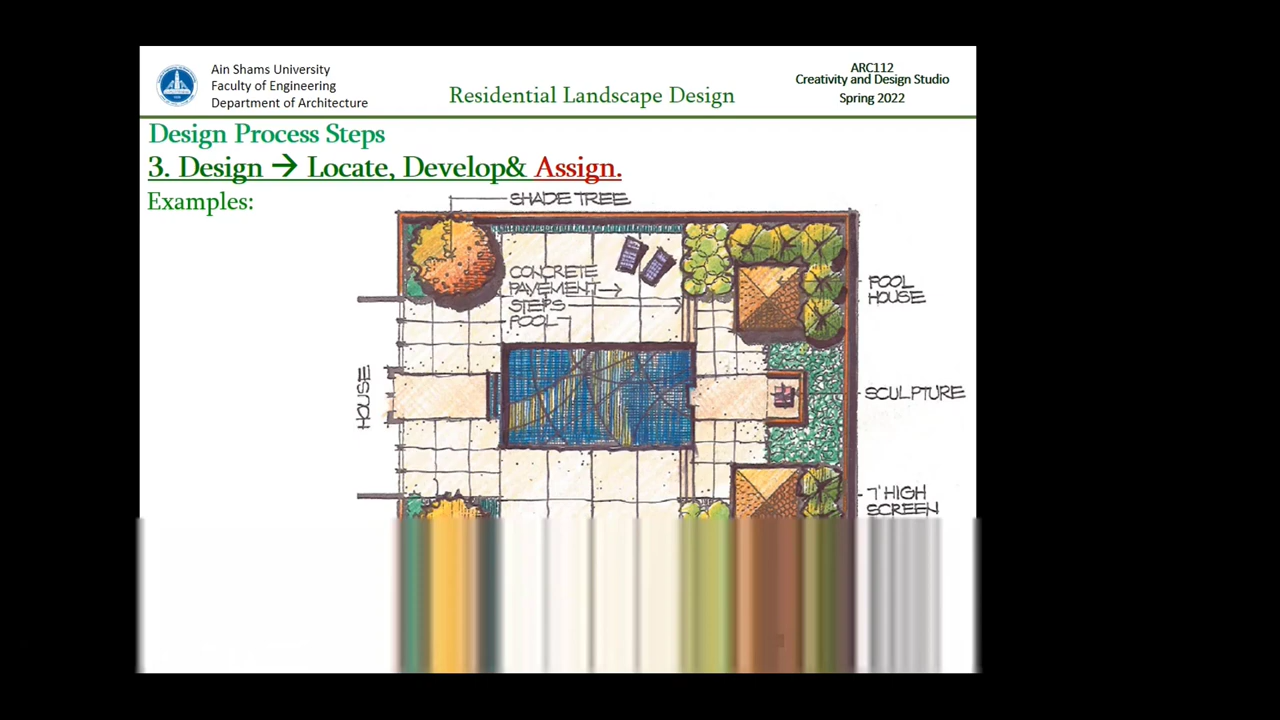 Ain Shams University
Faculty of Engineering
Department of Architecture
Residential Landscape Design
ARC112
Creativity and Design Studio
Spring 2022
Design Process Steps
3. Design → Locate, Develop& Assign.
Examples:
SHADE TREE
CONCRETE
PAVEMENT
STEPS
POOL
POOL
HOUSE
HOUSE
SCULPTURE
7' HIGH
SCREEN